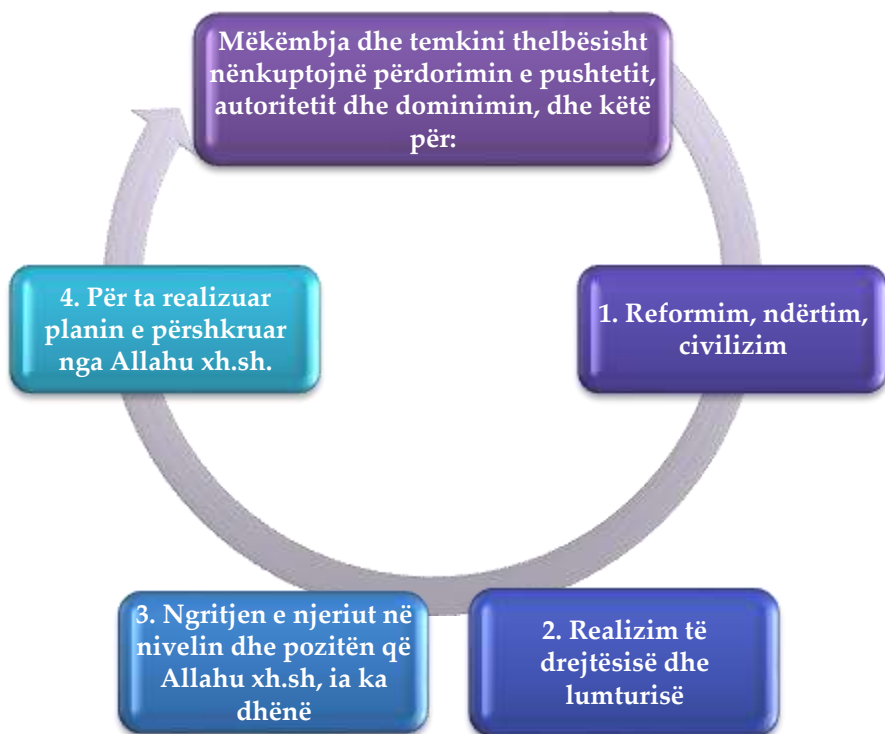 Mëkëmbja dhe temkini thelbësisht
nënkuptojnë përdorimin e pushtetit,
autoritetit dhe dominimin, dhe këtë
për:
1. Reformim, ndërtim,
civilizim
2. Realizim të
drejtësisë dhe
lumturisë
3. Ngritjen e njeriut në
nivelin dhe pozitën që
Allahu xh.sh, ia ka
dhënë
4. Për ta realizuar
planin e përshkruar
nga Allahu xh.sh.